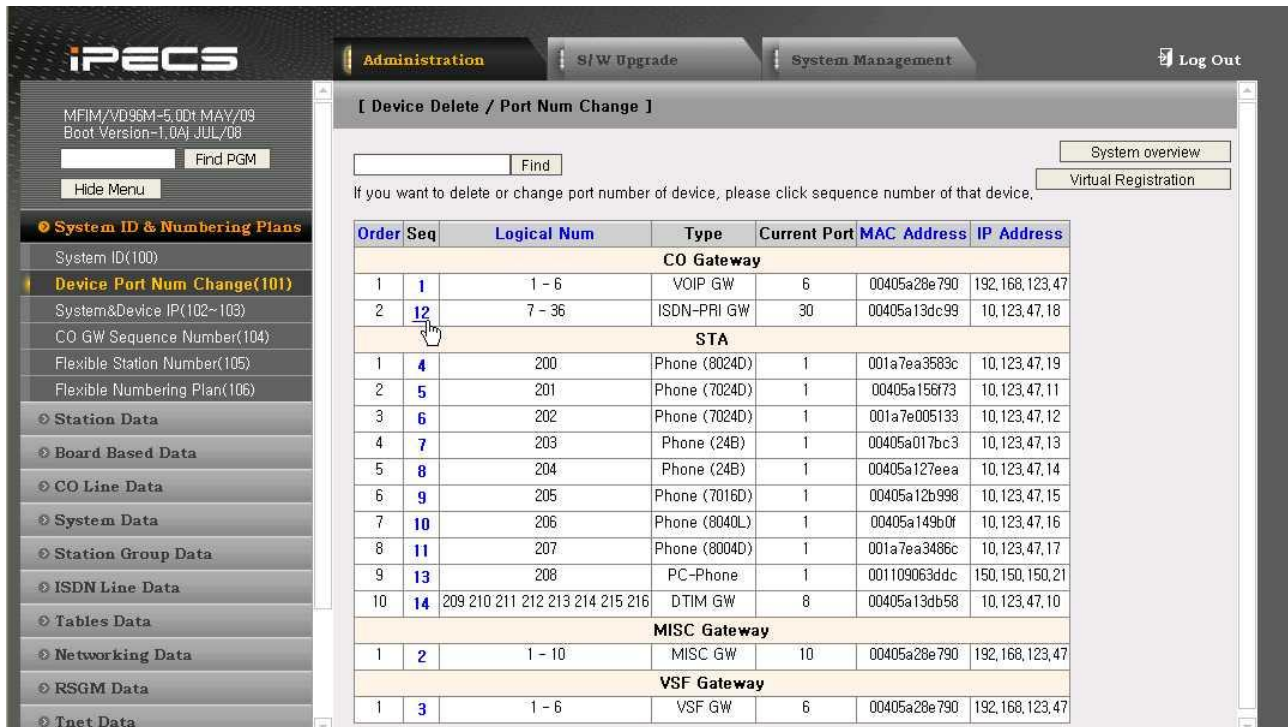 iPECS
Administration
S/W Upgrade
System Management
Log Out
MFIM/VD96M-5.0Dt MAY/09
Boot Version-1.0Aj JUL/08
Find PGM
Hide Menu
System ID & Numbering Plans
System ID(100)
Device Port Num Change(101)
System&Device IP(102~103)
CO GW Sequence Number(104)
Flexible Station Number(105)
Flexible Numbering Plan(106)
Station Data
Board Based Data
CO Line Data
System Data
Station Group Data
ISDN Line Data
Tables Data
Networking Data
RSGM Data
Tnet Data
[ Device Delete / Port Num Change ]
Find
System overview
Virtual Registration
If you want to delete or change port number of device, please click sequence number of that device.
Order Seq Logical Num Type Current Port MAC Address IP Address
CO Gateway
1 1 1 - 6 VOIP GW 6 00405a28e790 192.168.123.47
2 12 7 - 36 ISDN-PRI GW 30 00405a13dc99 10.123.47.18
STA
1 4 200 Phone (8024D) 1 001a7ea3583c 10.123.47.19
2 5 201 Phone (7024D) 1 00405a156f73 10.123.47.11
3 6 202 Phone (7024D) 1 001a7e005133 10.123.47.12
4 7 203 Phone (24B) 1 00405a017bc3 10.123.47.13
5 8 204 Phone (24B) 1 00405a127eea 10.123.47.14
6 9 205 Phone (7016D) 1 00405a12b998 10.123.47.15
7 10 206 Phone (8040L) 1 00405a149b0f 10.123.47.16
8 11 207 Phone (8004D) 1 001a7ea3486c 10.123.47.17
9 13 208 PC-Phone 1 001109063ddc 150.150.150.21
10 14 209 210 211 212 213 214 215 216 DTIM GW 8 00405a13db58 10.123.47.10
MISC Gateway
1 2 1 - 10 MISC GW 10 00405a28e790 192.168.123.47
VSF Gateway
1 3 1 - 6 VSF GW 6 00405a28e790 192.168.123.47